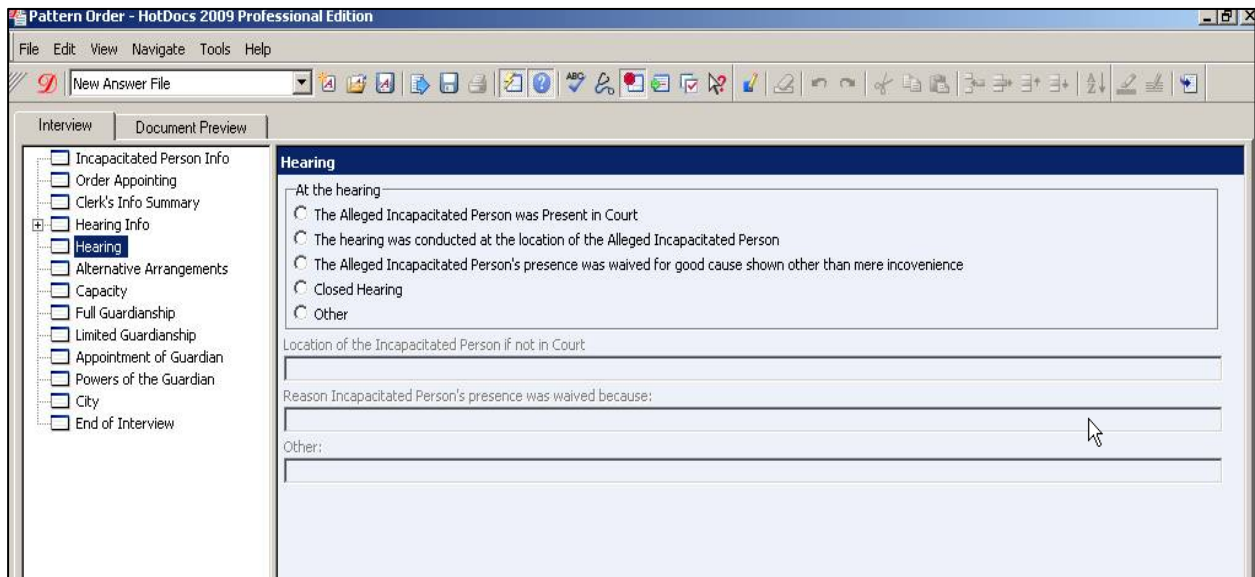 Pattern Order - HotDocs 2009 Professional Edition
File Edit View Navigate Tools Help
New Answer File
Interview Document Preview
Incapacitated Person Info
Order Appointing
Clerk's Info Summary
Hearing Info
Hearing
Alternative Arrangements
Capacity
Full Guardianship
Limited Guardianship
Appointment of Guardian
Powers of the Guardian
City
End of Interview
Hearing
At the hearing
The Alleged Incapacitated Person was Present in Court
The hearing was conducted at the location of the Alleged Incapacitated Person
The Alleged Incapacitated Person's presence was waived for good cause shown other than mere incovenience
Closed Hearing
Other
Location of the Incapacitated Person if not in Court
Reason Incapacitated Person's presence was waived because:
Other: